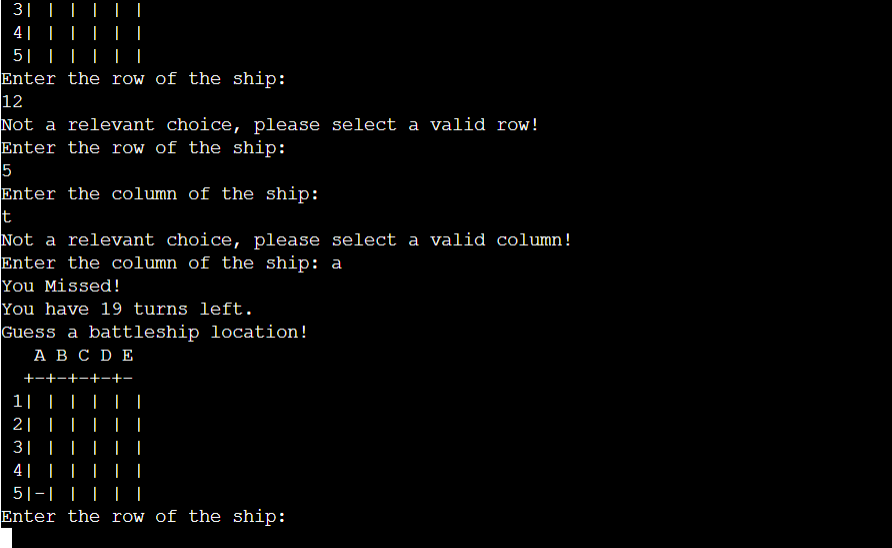 3| | | | | |
 4| | | | | |
 5| | | | | |
Enter the row of the ship:
12
Not a relevant choice, please select a valid row!
Enter the row of the ship:
5
Enter the column of the ship:
t
Not a relevant choice, please select a valid column!
Enter the column of the ship: a
You Missed!
You have 19 turns left.
Guess a battleship location!
   A B C D E
  +-+-+-+-+-
 1| | | | | |
 2| | | | | |
 3| | | | | |
 4| | | | | |
 5|-| | | | |
Enter the row of the ship: